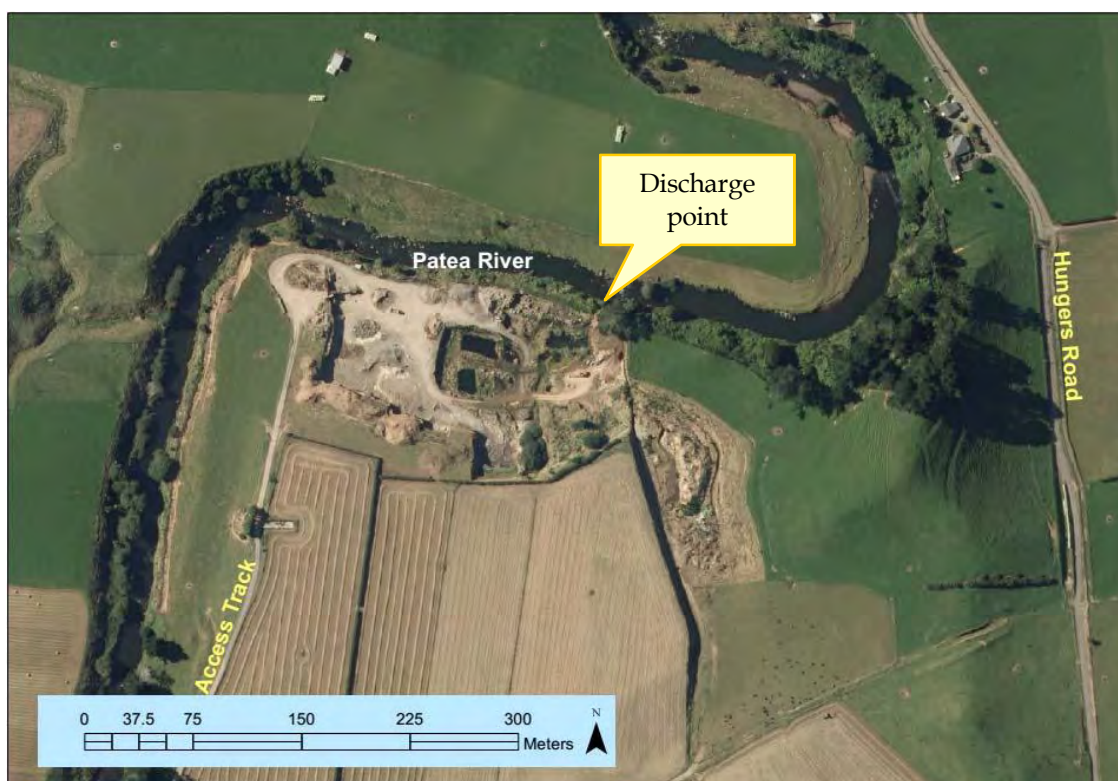 Discharge
point
Patea River
Hungers Road
Access Track
0 37.5 75 150 225 300
Meters
N